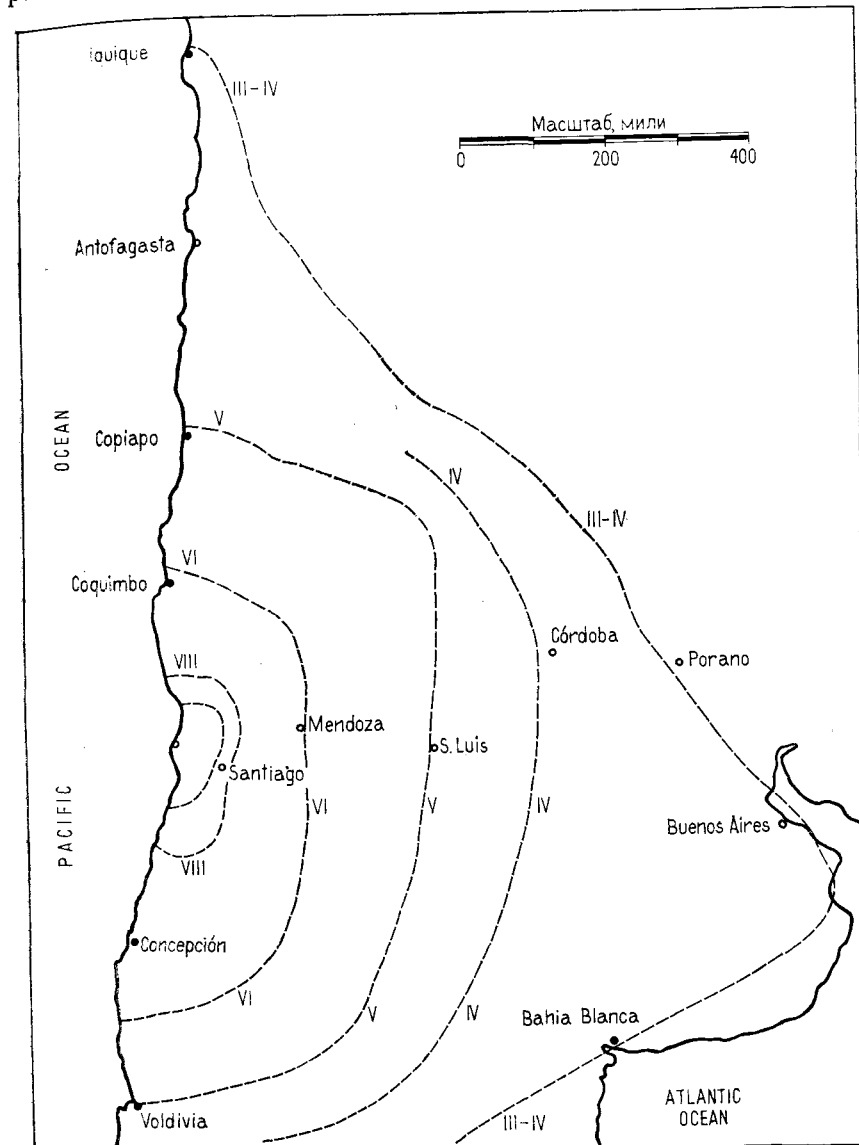 Iquique
III-IV
Масштаб, мили
0 200 400
Antofagasta
OCEAN
Copiapo
V
IV
III-IV
VI
Coquimbo
Córdoba
Porano
VIII
Mendoza
S. Luis
Santiago
PACIFIC
VI
V
IV
Buenos Aires
VIII
Concepción
VI
V
IV
Bahia Blanca
Voldivia
III-IV
ATLANTIC
OCEAN